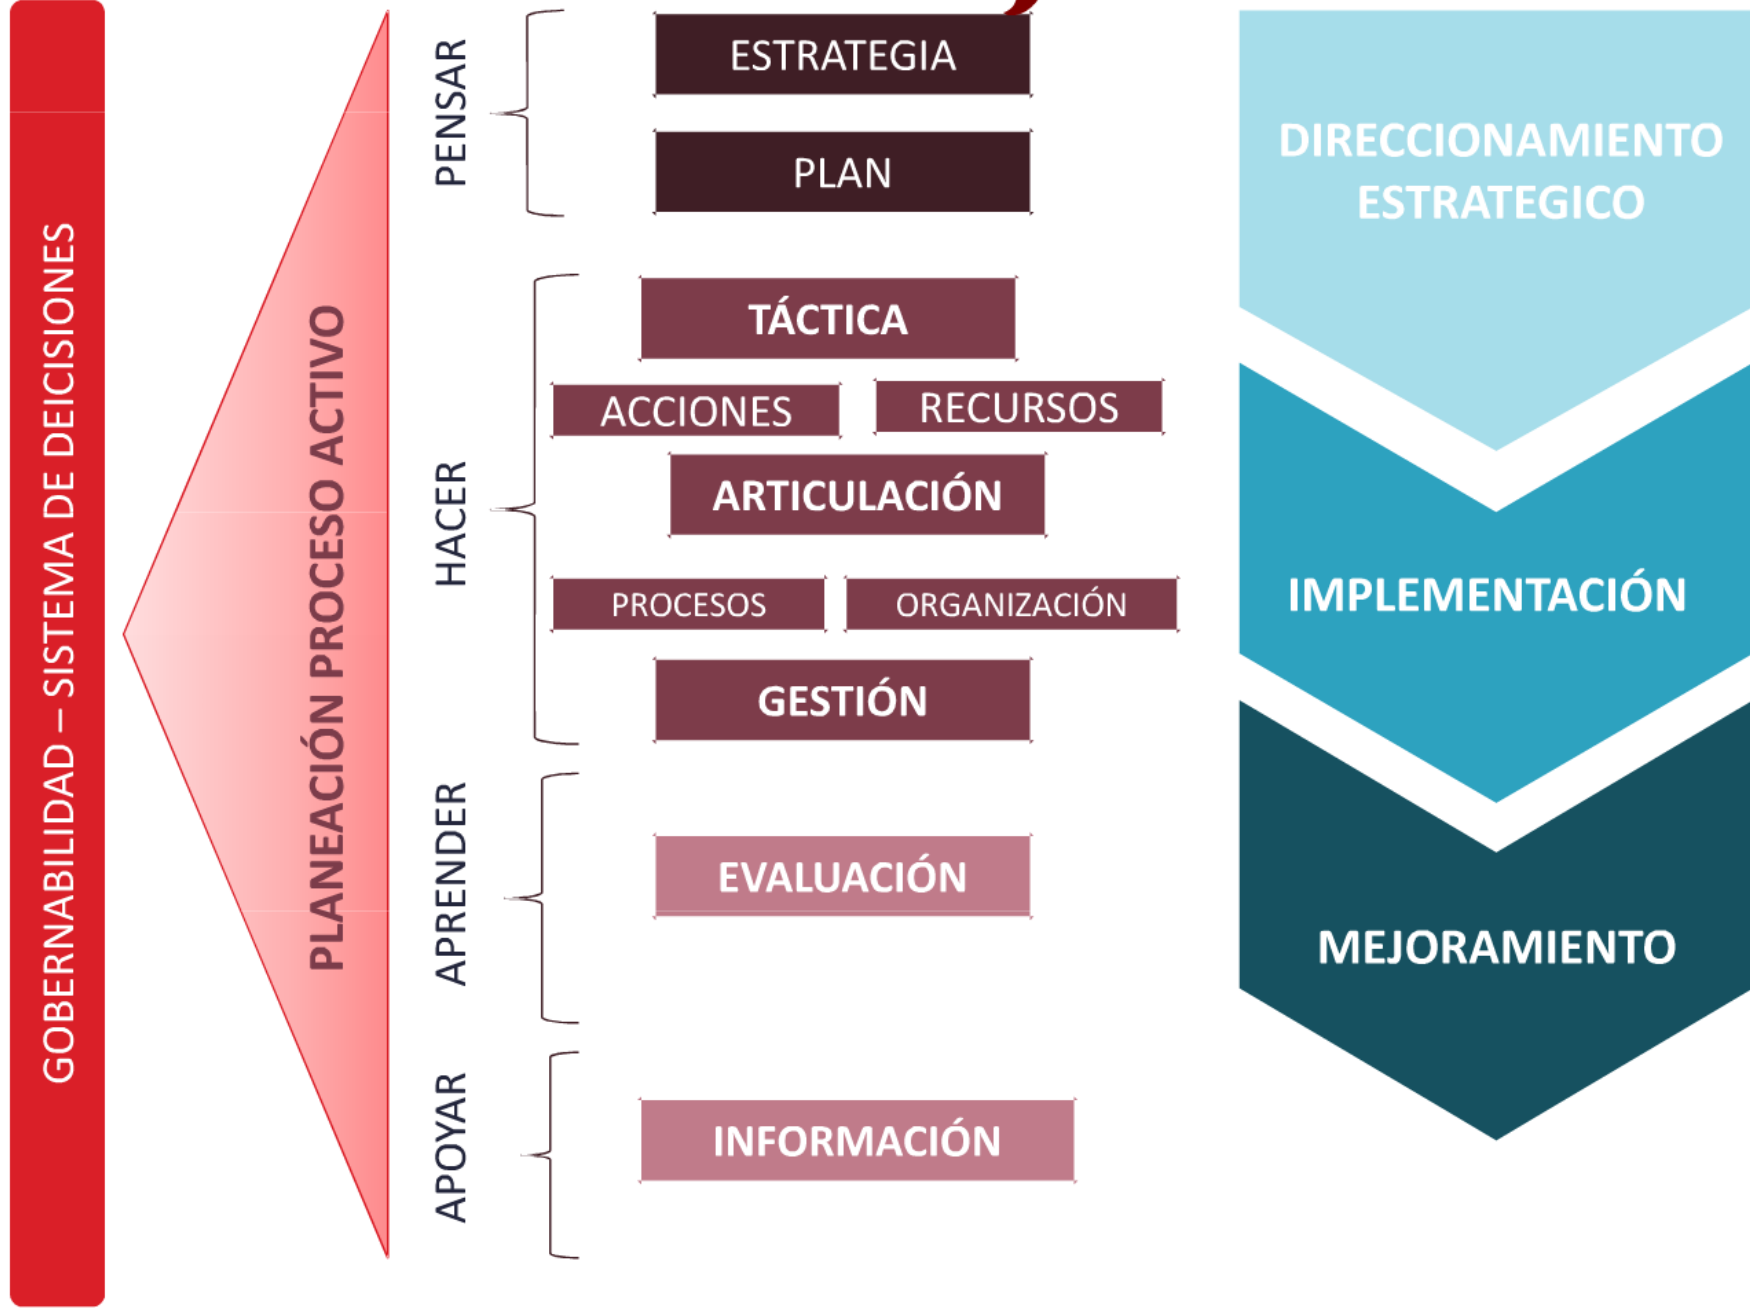 GOBERNABILIDAD – SISTEMA DE DEICISIONES
PLANEACIÓN PROCESO ACTIVO
PENSAR
ESTRATEGIA
PLAN
HACER
TÁCTICA
ACCIONES
RECURSOS
ARTICULACIÓN
PROCESOS
ORGANIZACIÓN
GESTIÓN
APRENDER
EVALUACIÓN
APOYAR
INFORMACIÓN
DIRECCIONAMIENTO
ESTRATEGICO
IMPLEMENTACIÓN
MEJORAMIENTO